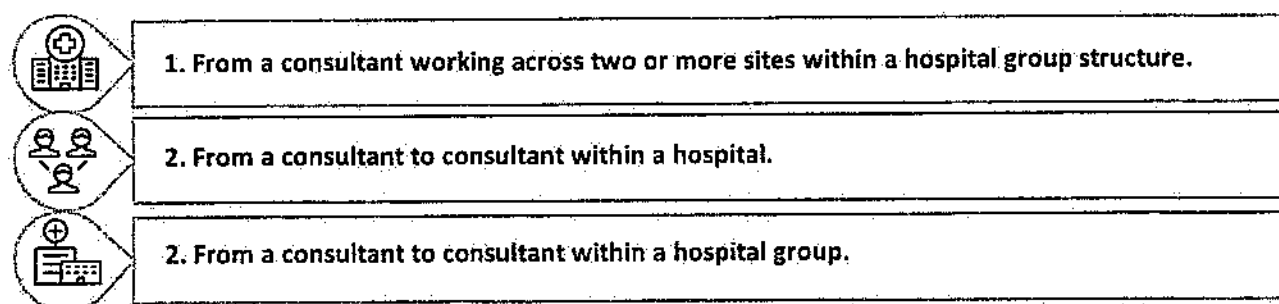 1. From a consultant working across two or more sites within a hospital group structure.
2. From a consultant to consultant within a hospital.
2. From a consultant to consultant within a hospital group.